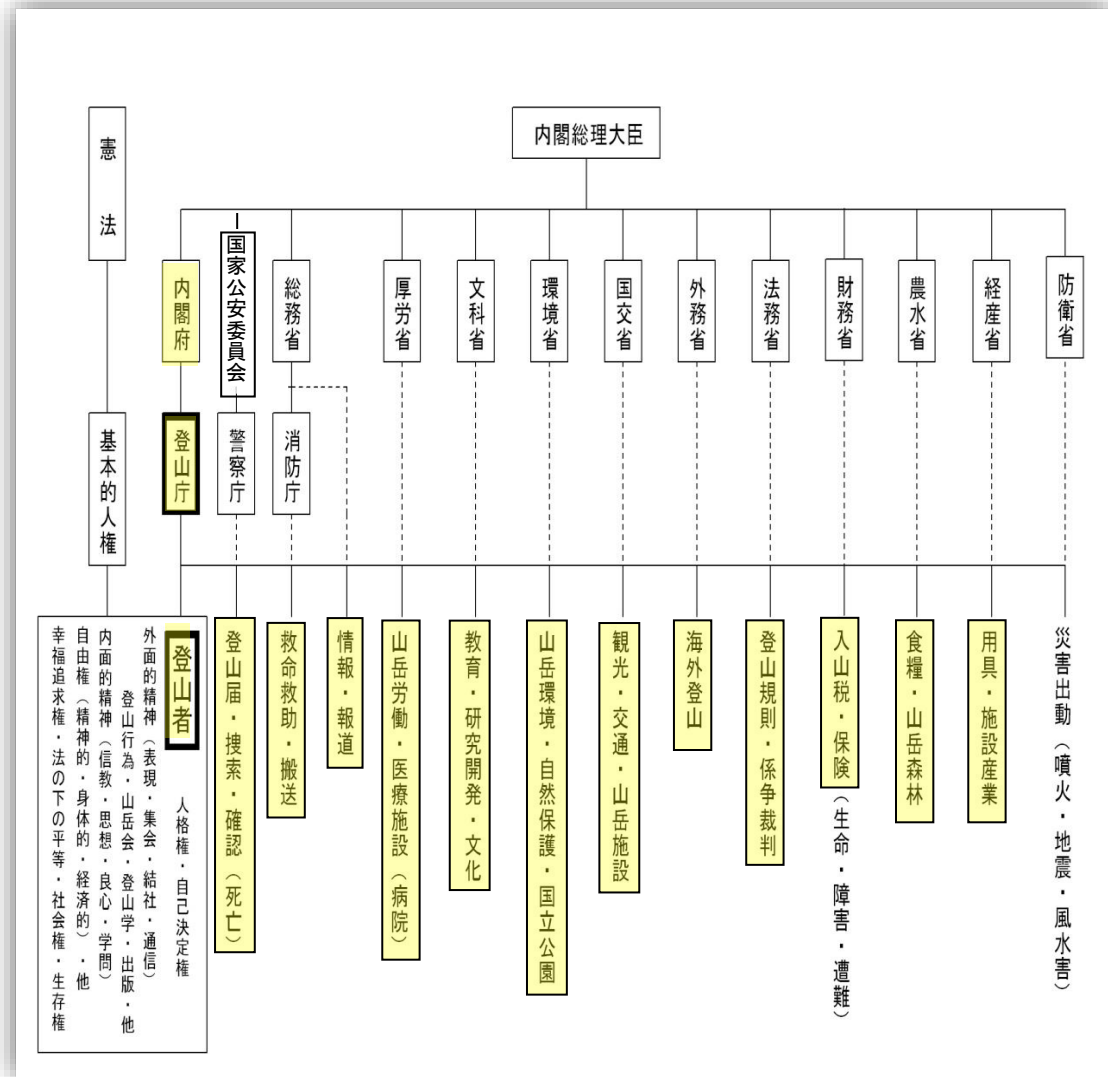 内閣総理大臣
憲法
内閣府
国家公安委員会
総務省
厚労省
文科省
環境省
国交省
外務省
法務省
財務省
農水省
経産省
防衛省
基本的人権
登山庁
警察庁
消防庁
登山者 人格権・自己決定権
外面的精神（表現・集会・結社・通信）
登山行為・山岳会・登山学・出版・他
内面的精神（信教・思想・良心・学問）
自由権（精神的・身体的・経済的）・他
幸福追求権・法の下の平等・社会権・生存権
登山届・捜索・確認（死亡）
救命救助・搬送
情報・報道
山岳労働・医療施設（病院）
教育・研究開発・文化
山岳環境・自然保護・国立公園
観光・交通・山岳施設
海外登山
登山規則・係争裁判
入山税・保険（生命・障害・遭難）
食糧・山岳森林
用具・施設産業
災害出動（噴火・地震・風水害）